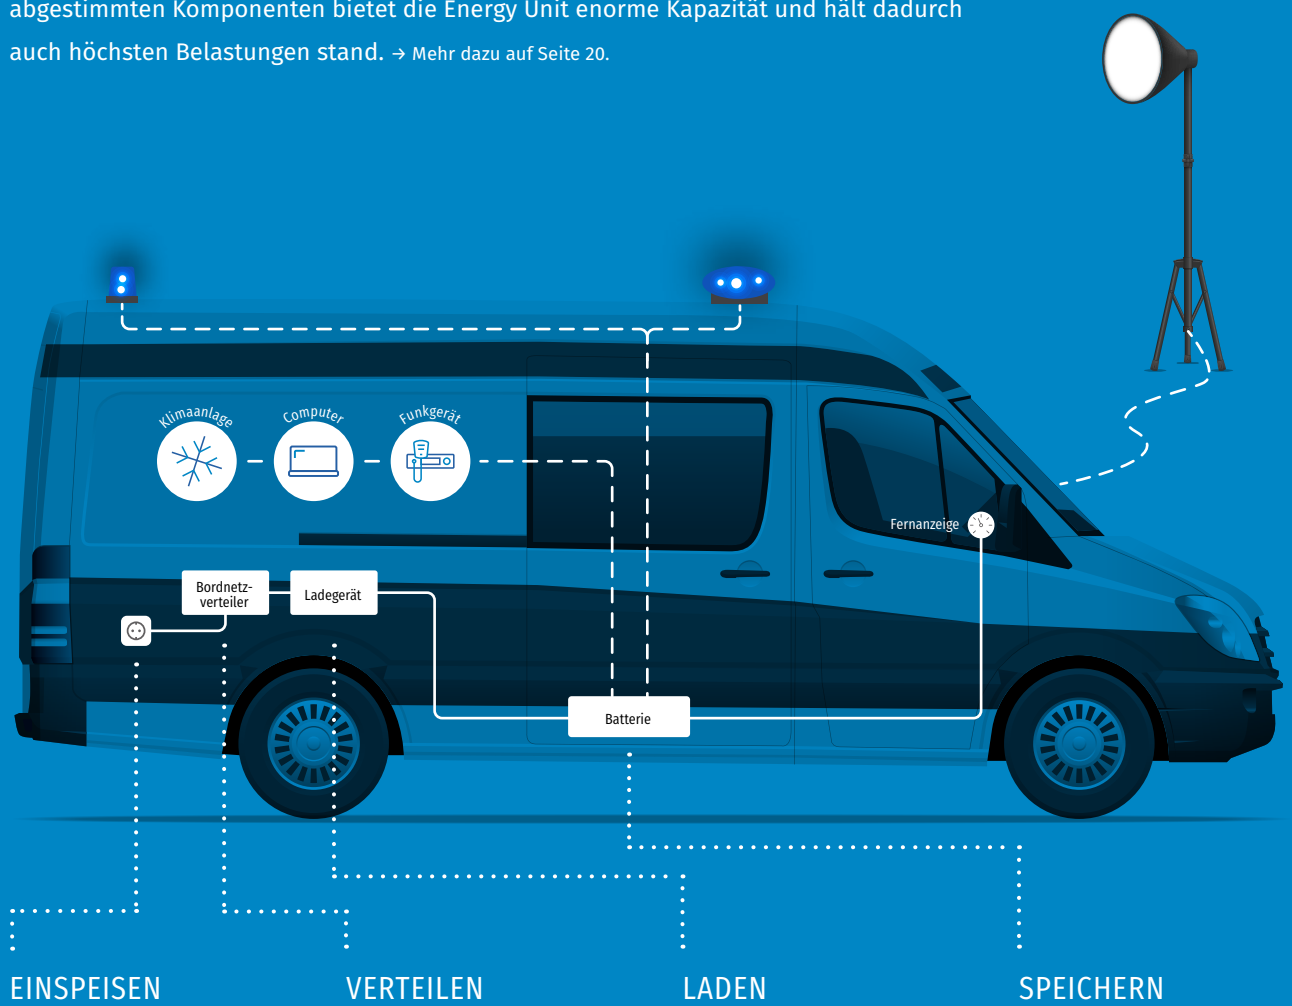 abgestimmten Komponenten bietet die Energy Unit enorme Kapazität und hält dadurch
auch höchsten Belastungen stand. → Mehr dazu auf Seite 20.
Klimaanlage
Computer
Funkgerät
Fernanzeige
Bordnetz-
verteiler
Ladegerät
Batterie
EINSPEISEN
VERTEILEN
LADEN
SPEICHERN